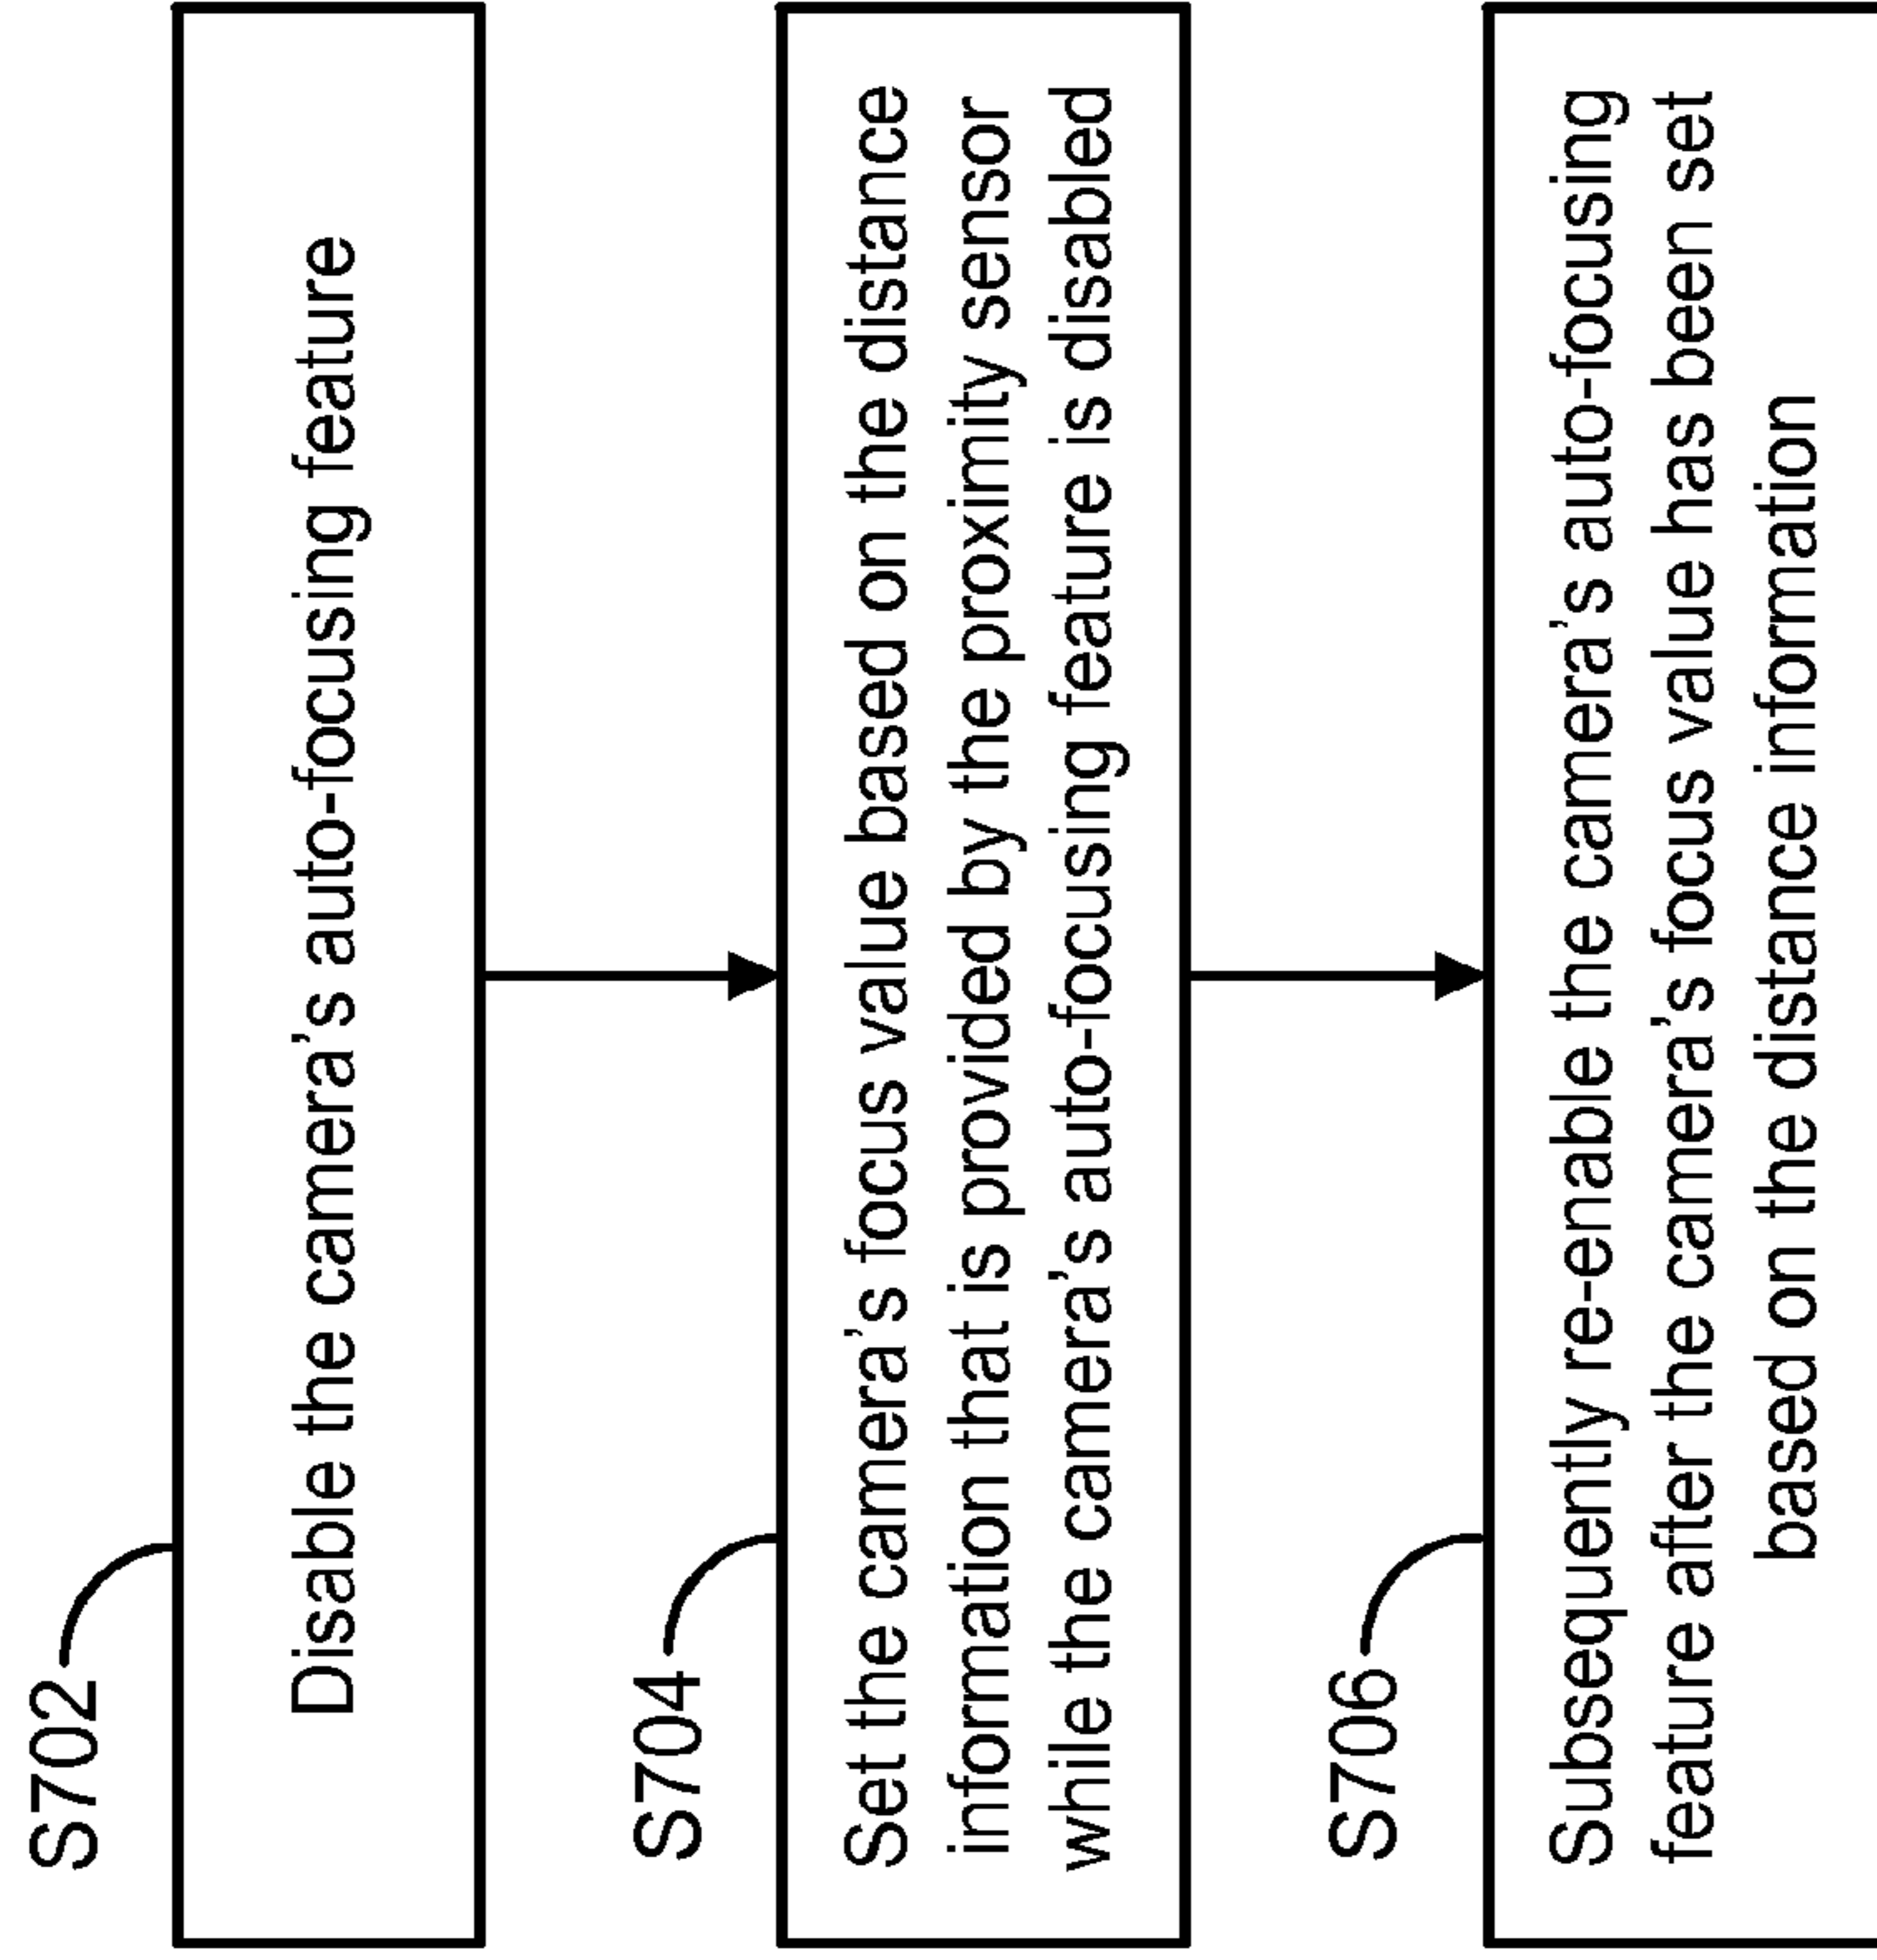 S702
Disable the camera's auto-focusing feature
S704
Set the camera's focus value based on the distance
information that is provided by the proximity sensor
while the camera's auto-focusing feature is disabled
S706
Subsequently re-enable the camera's auto-focusing
feature after the camera's focus value has been set
based on the distance information